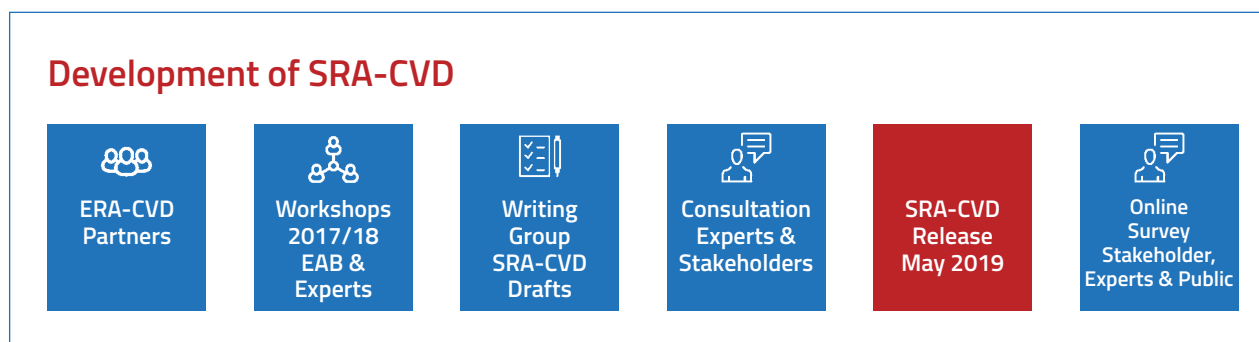 Development of SRA-CVD
ERA-CVD
Partners
Workshops
2017/18
EAB &
Experts
Writing
Group
SRA-CVD
Drafts
Consultation
Experts &
Stakeholders
SRA-CVD
Release
May 2019
Online
Survey
Stakeholder,
Experts & Public